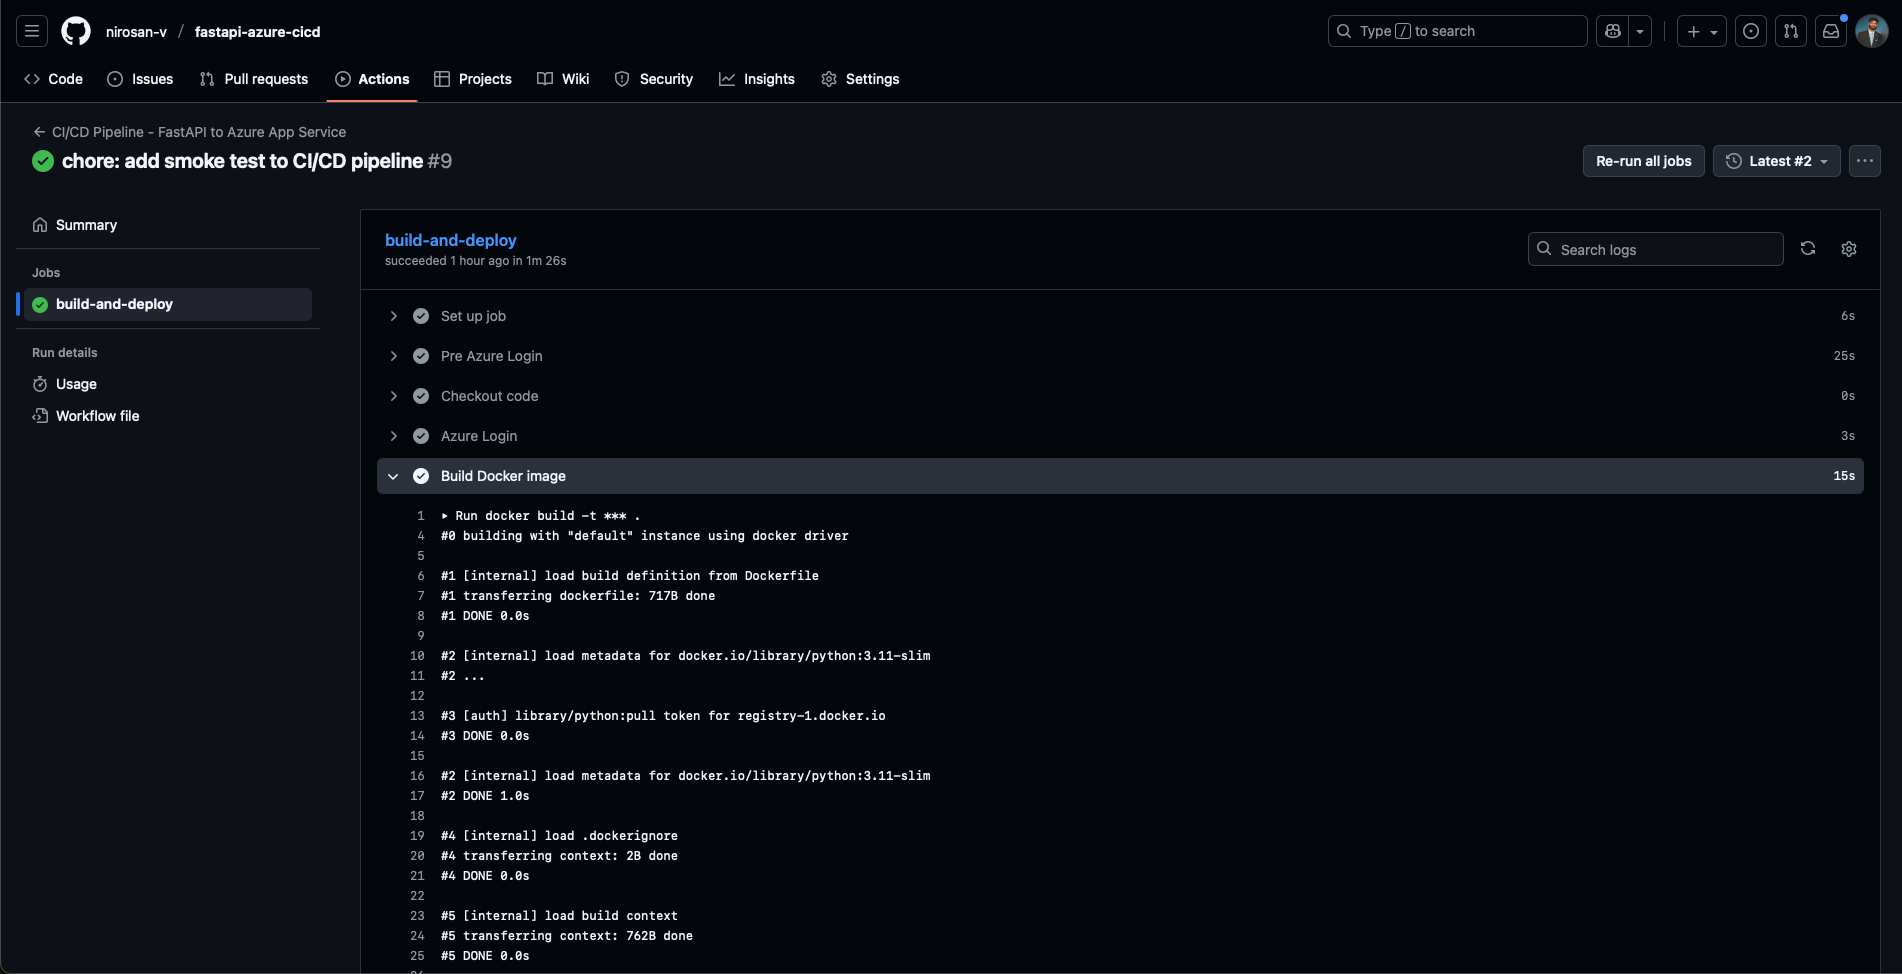 nirosan-v / fastapi-azure-cicd
Type / to search
Code
Issues
Pull requests
Actions
Projects
Wiki
Security
Insights
Settings
CI/CD Pipeline - FastAPI to Azure App Service
chore: add smoke test to CI/CD pipeline #9
Re-run all jobs
Latest #2
Summary
Jobs
build-and-deploy
Run details
Usage
Workflow file
build-and-deploy
succeeded 1 hour ago in 1m 26s
Search logs
Set up job 6s
Pre Azure Login 25s
Checkout code 0s
Azure Login 3s
Build Docker image 15s
1 ▸ Run docker build -t *** .
4 #0 building with "default" instance using docker driver
5
6 #1 [internal] load build definition from Dockerfile
7 #1 transferring dockerfile: 717B done
8 #1 DONE 0.0s
9
10 #2 [internal] load metadata for docker.io/library/python:3.11-slim
11 #2 ...
12
13 #3 [auth] library/python:pull token for registry-1.docker.io
14 #3 DONE 0.0s
15
16 #2 [internal] load metadata for docker.io/library/python:3.11-slim
17 #2 DONE 1.0s
18
19 #4 [internal] load .dockerignore
20 #4 transferring context: 2B done
21 #4 DONE 0.0s
22
23 #5 [internal] load build context
24 #5 transferring context: 762B done
25 #5 DONE 0.0s